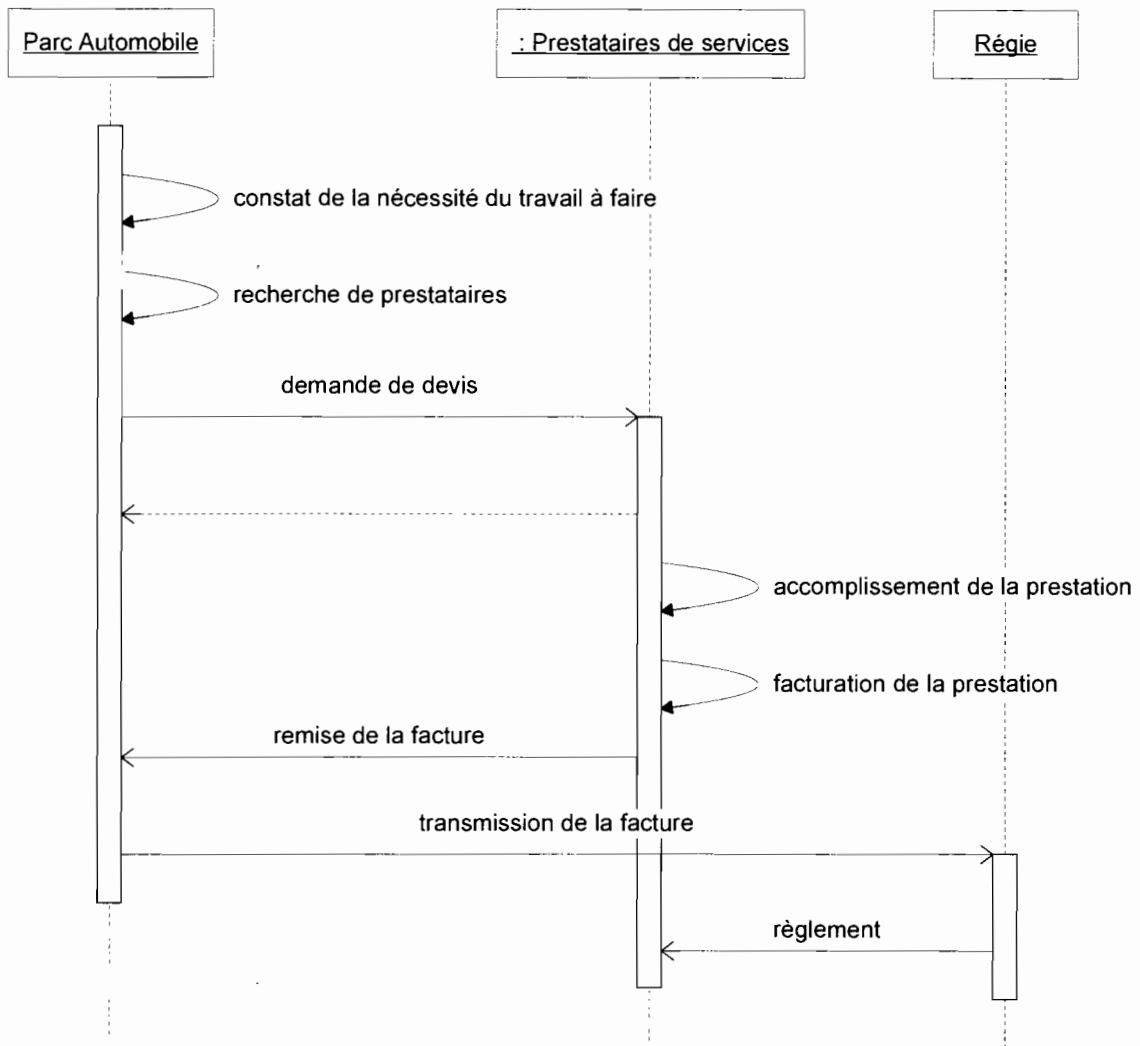 Parc Automobile
: Prestataires de services
Régie
constat de la nécessité du travail à faire
recherche de prestataires
demande de devis
accomplissement de la prestation
facturation de la prestation
remise de la facture
transmission de la facture
règlement